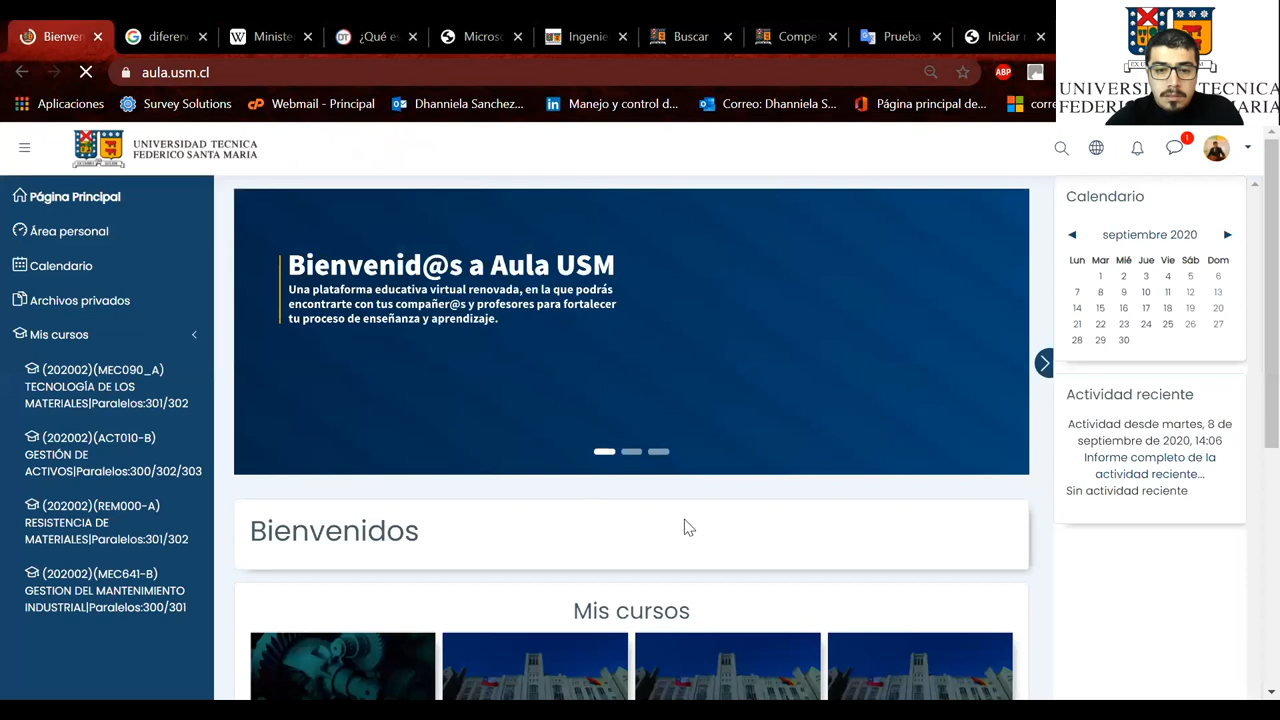 Bienven
diferenc
Ministe
DT
¿Qué es
Microso
Ingenie
Buscar
Compet
Prueba
Iniciar r
aula.usm.cl
ABP
Aplicaciones
Survey Solutions
Webmail - Principal
Dhanniela Sanchez...
Manejo y control d...
Correo: Dhanniela S...
Página principal de...
corre
UNIVERSIDAD TECNICA
FEDERICO SANTA MARIA
UNIVERSIDAD TECNICA
FEDERICO SANTA MARIA
1
Página Principal
Área personal
Calendario
Archivos privados
Mis cursos
(202002)(MEC090_A)
TECNOLOGÍA DE LOS
MATERIALES|Paralelos:301/302
(202002)(ACT010-B)
GESTIÓN DE
ACTIVOS|Paralelos:300/302/303
(202002)(REM000-A)
RESISTENCIA DE
MATERIALES|Paralelos:301/302
(202002)(MEC641-B)
GESTION DEL MANTENIMIENTO
INDUSTRIAL|Paralelos:300/301
Bienvenid@s a Aula USM
Una plataforma educativa virtual renovada, en la que podrás
encontrarte con tus compañer@s y profesores para fortalecer
tu proceso de enseñanza y aprendizaje.
Bienvenidos
Mis cursos
Calendario
septiembre 2020
Lun Mar Mié Jue Vie Sáb Dom
1 2 3 4 5 6
7 8 9 10 11 12 13
14 15 16 17 18 19 20
21 22 23 24 25 26 27
28 29 30
Actividad reciente
Actividad desde martes, 8 de
septiembre de 2020, 14:06
Informe completo de la
actividad reciente...
Sin actividad reciente